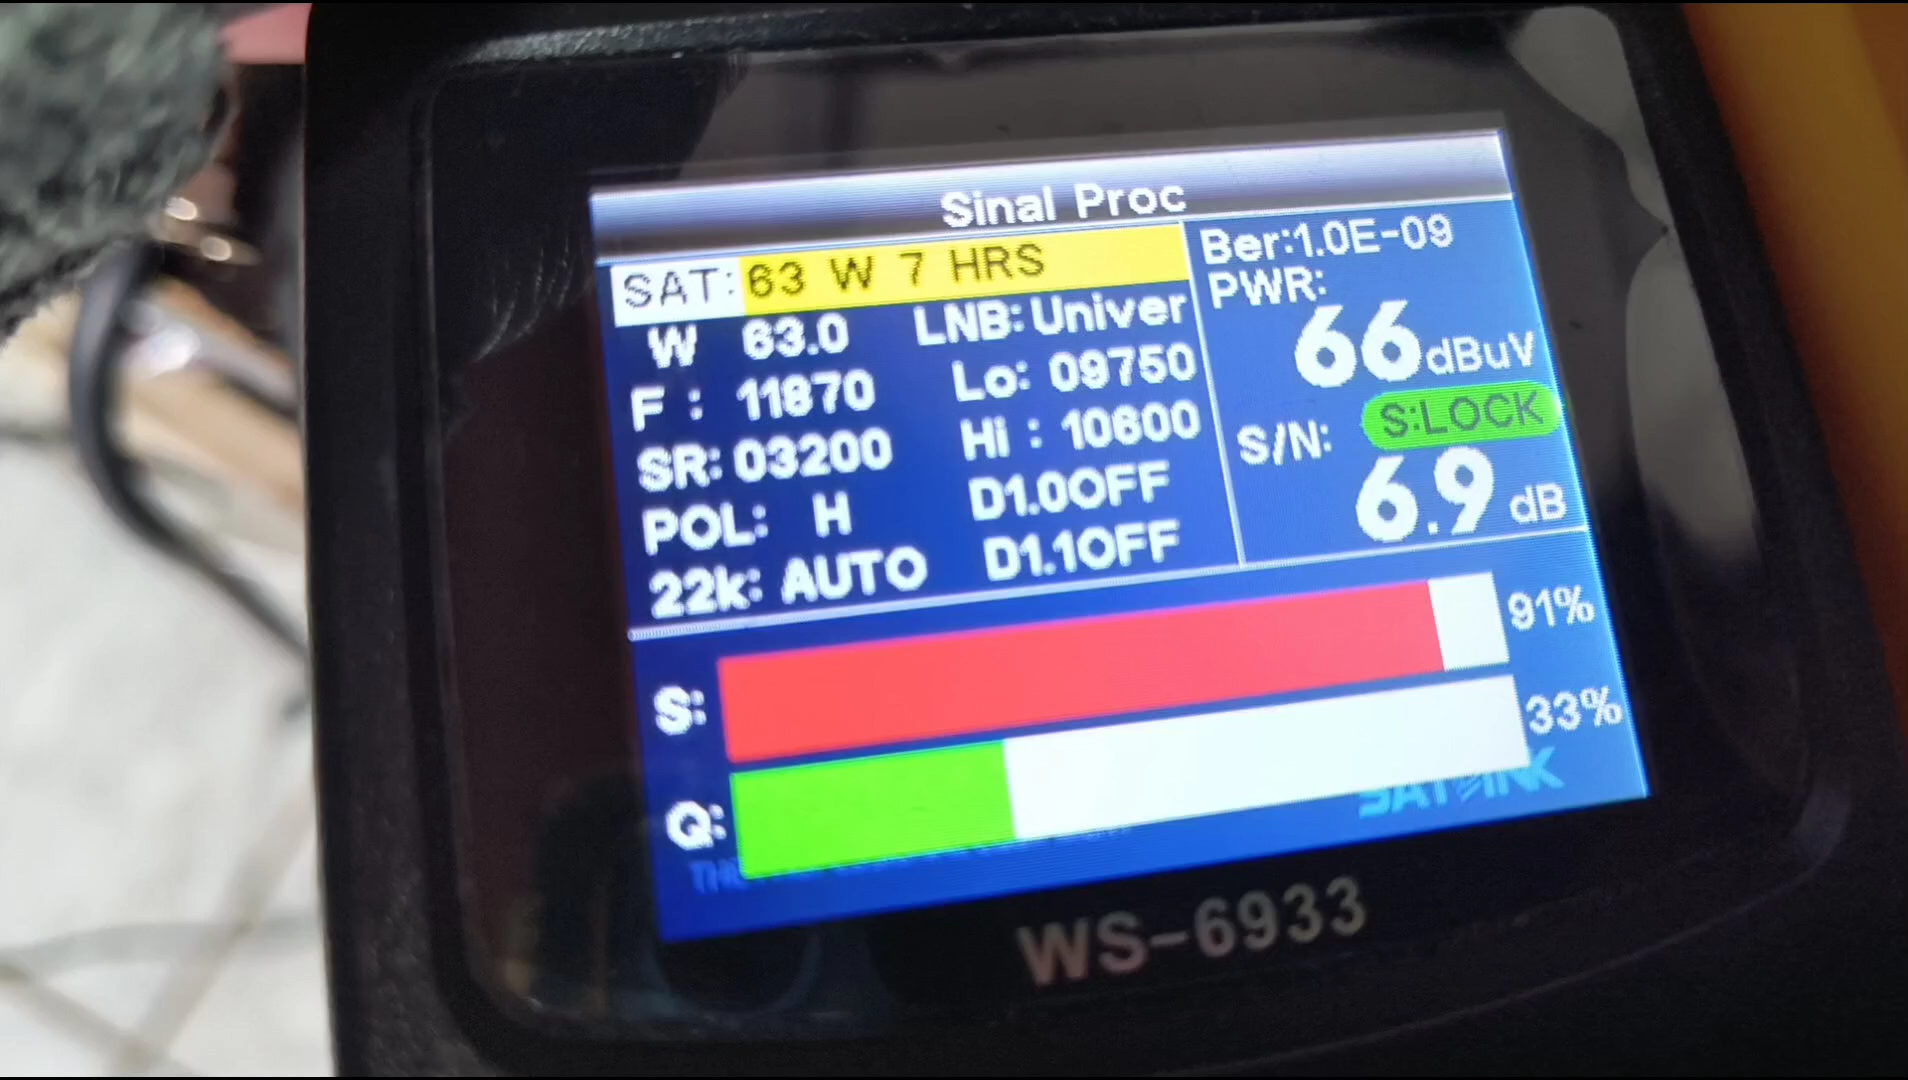 Sinal Proc
SAT: 63 W 7 HRS
W 63.0 LNB: Univer
F : 11870 Lo: 09750
SR: 03200 Hi : 10600
POL: H D1.0OFF
22k: AUTO D1.1OFF
Ber:1.0E-09
PWR:
66 dBuV
S:LOCK
S/N:
6.9 dB
S: 91%
Q: 33%
SATLINK
WS-6933